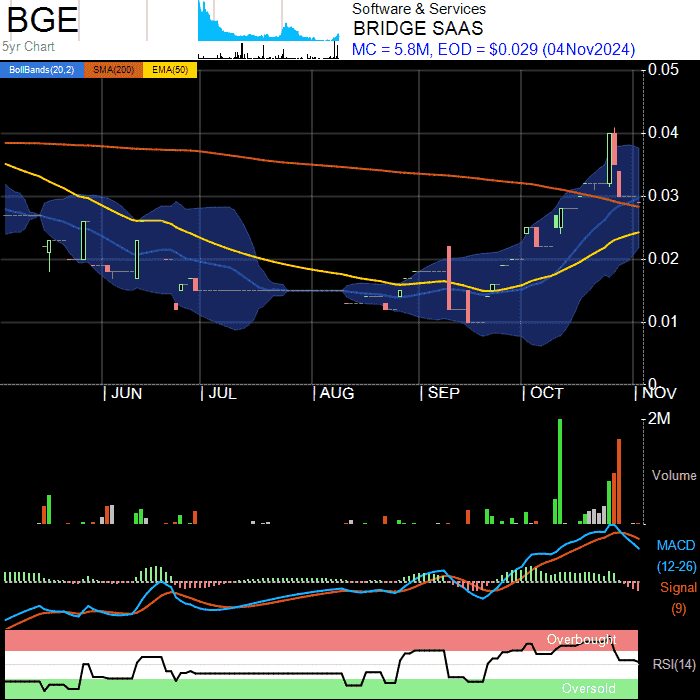 BGE
5yr Chart
Software & Services
BRIDGE SAAS
MC = 5.8M, EOD = $0.029 (04Nov2024)
BollBands(20,2) SMA(200) EMA(50)
0.05
0.04
0.03
0.02
0.01
0
JUN JUL AUG SEP OCT NOV
2M
Volume
MACD
(12-26)
Signal
(9)
Overbought
RSI(14)
Oversold